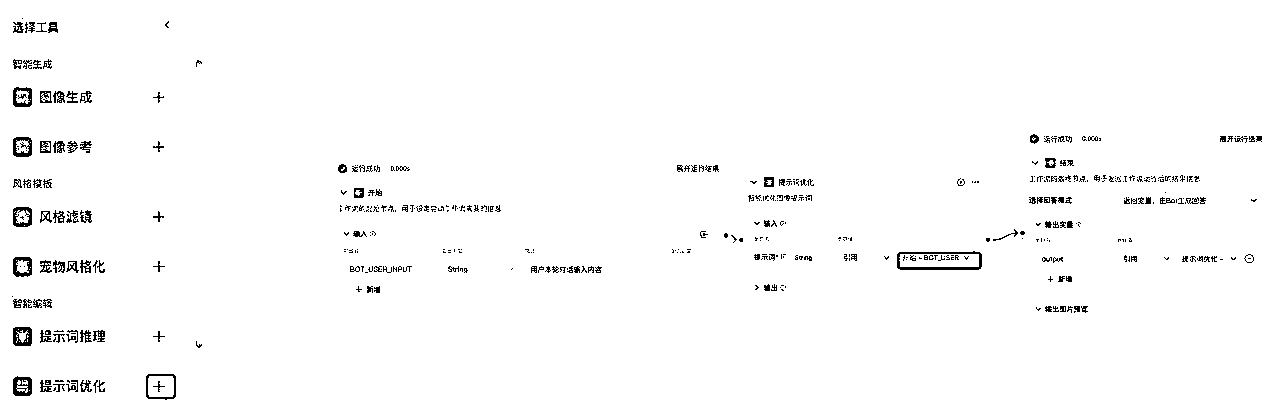 选择工具
智能生成
图像生成
图像参考
风格模板
风格滤镜
宠物风格化
智能编辑
提示词推理
提示词优化
运行成功 0.000s
展开运行结果
开始
工作流的起始节点，用于设定启动工作流需要的信息
输入
BOT_USER_INPUT String 用户本轮对话输入内容
+ 新增
提示词优化
智能优化图像提示词
输入
提示词* String 引用 开始 - BOT_USER
输出
运行成功 0.000s
展开运行结果
结束
工作流的最终节点，用于返回工作流运行后的结果信息
选择回答模式 返回变量，由Bot生成回答
输出变量
output 引用 提示词优化 -
+ 新增
输出图片预览